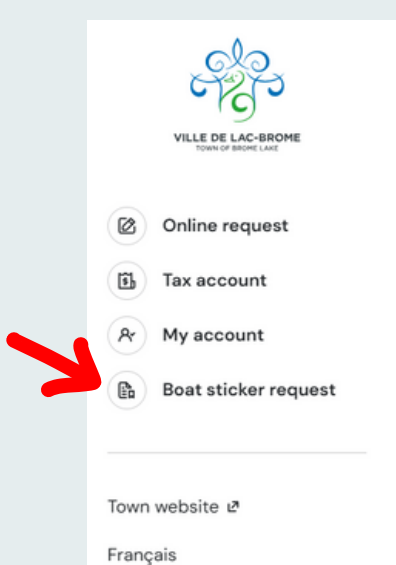 VILLE DE LAC-BROME
TOWN OF BROME LAKE
Online request
Tax account
My account
Boat sticker request
Town website
Français